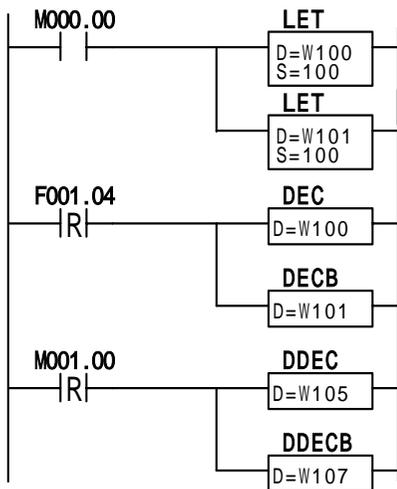 M000.00
LET
D=W100
S=100
LET
D=W101
S=100
F001.04
R
DEC
D=W100
DECB
D=W101
M001.00
R
DDEC
D=W105
DDECB
D=W107